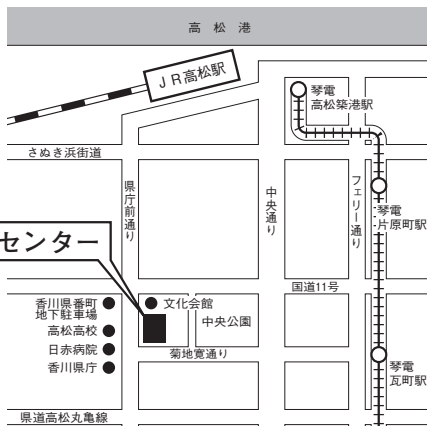 高松港
JR高松駅
琴電
高松築港駅
さぬき浜街道
県庁前通り
中央通り
フェリー通り
琴電
片原町駅
センター
国道11号
香川県番町
地下駐車場
文化会館
高松高校
中央公園
日赤病院
菊地寛通り
香川県庁
琴電
瓦町駅
県道高松丸亀線